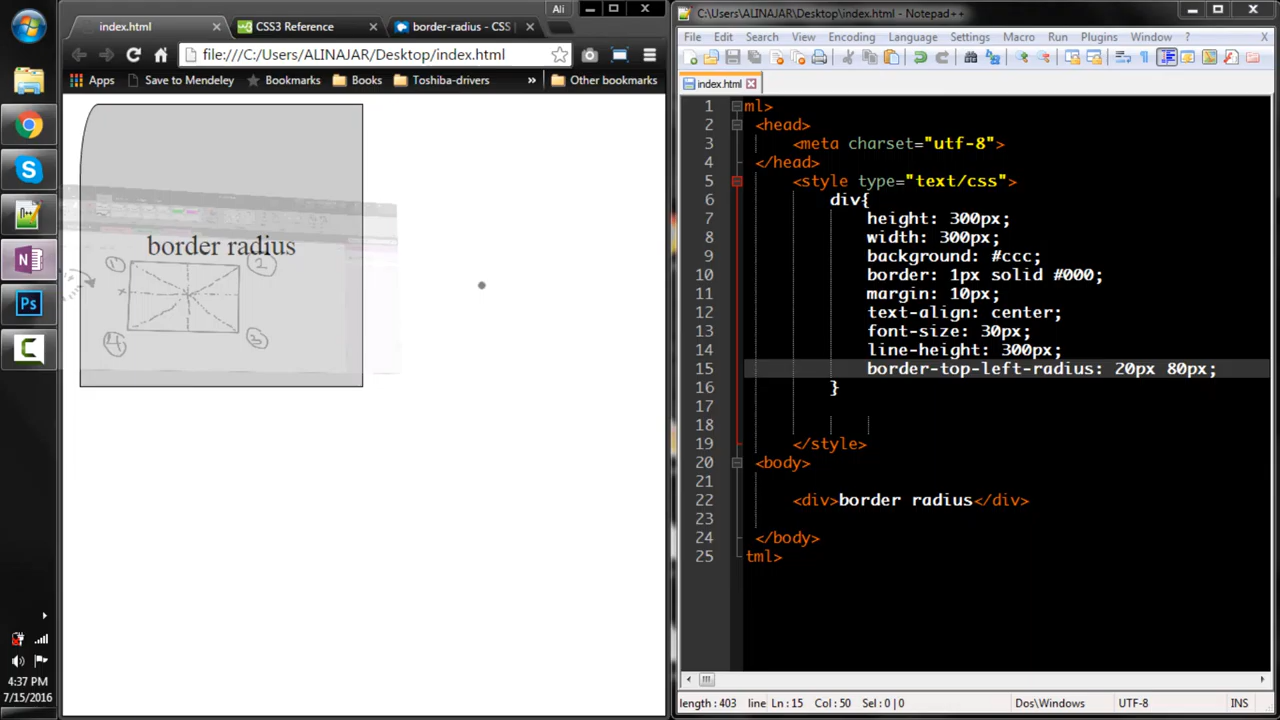 index.html
CSS3 Reference
border-radius - CSS
Ali
file:///C:/Users/ALINAJAR/Desktop/index.html
Apps
Save to Mendeley
Bookmarks
Books
Toshiba-drivers
»
Other bookmarks
border radius
1
2
3
4
4:37 PM
7/15/2016
C:\Users\ALINAJAR\Desktop\index.html - Notepad++
File Edit Search View Encoding Language Settings Macro Run Plugins Window ? X
index.html
1 ml>
2 <head>
3 <meta charset="utf-8">
4 </head>
5 <style type="text/css">
6 div{
7 height: 300px;
8 width: 300px;
9 background: #ccc;
10 border: 1px solid #000;
11 margin: 10px;
12 text-align: center;
13 font-size: 30px;
14 line-height: 300px;
15 border-top-left-radius: 20px 80px;
16 }
17
18
19 </style>
20 <body>
21
22 <div>border radius</div>
23
24 </body>
25 tml>
length : 403 line Ln : 15 Col : 50 Sel : 0 | 0 Dos\Windows UTF-8 INS